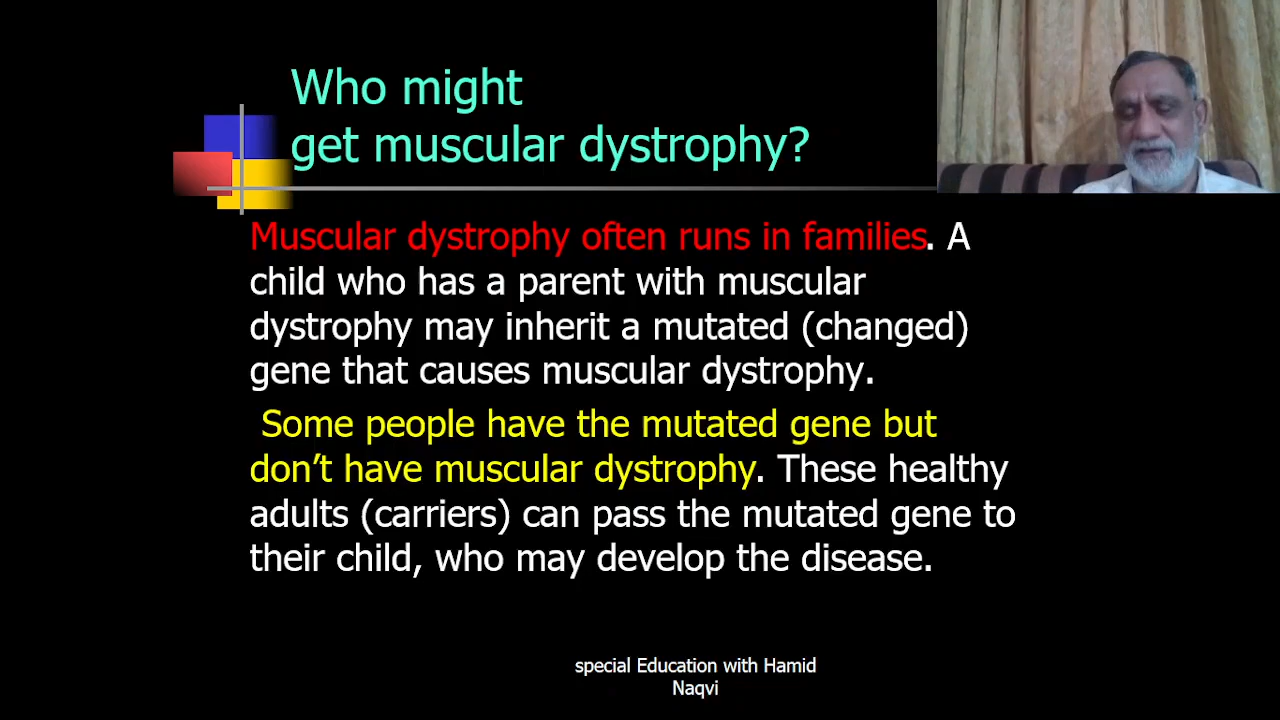 Who might
get muscular dystrophy?
Muscular dystrophy often runs in families. A
child who has a parent with muscular
dystrophy may inherit a mutated (changed)
gene that causes muscular dystrophy.
Some people have the mutated gene but
don’t have muscular dystrophy. These healthy
adults (carriers) can pass the mutated gene to
their child, who may develop the disease.
special Education with Hamid
Naqvi